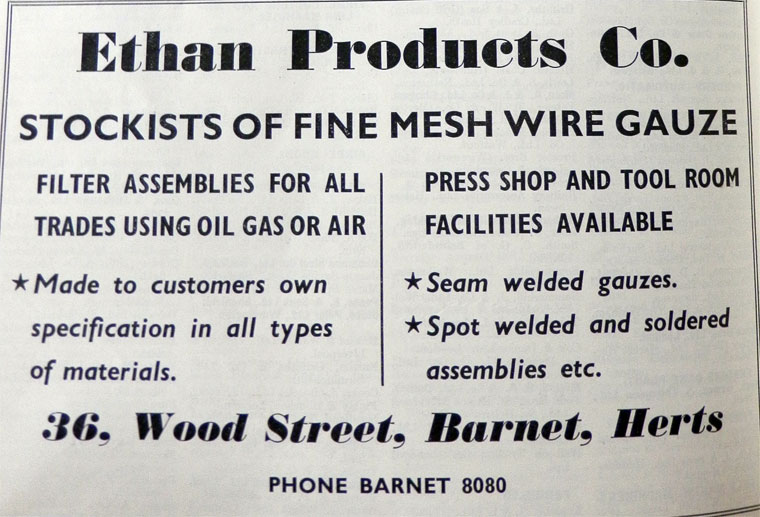 Ethan Products Co.
STOCKISTS OF FINE MESH WIRE GAUZE
FILTER ASSEMBLIES FOR ALL
TRADES USING OIL GAS OR AIR
★ Made to customers own
specification in all types
of materials.
PRESS SHOP AND TOOL ROOM
FACILITIES AVAILABLE
★ Seam welded gauzes.
★ Spot welded and soldered
assemblies etc.
36, Wood Street, Barnet, Herts
PHONE BARNET 8080